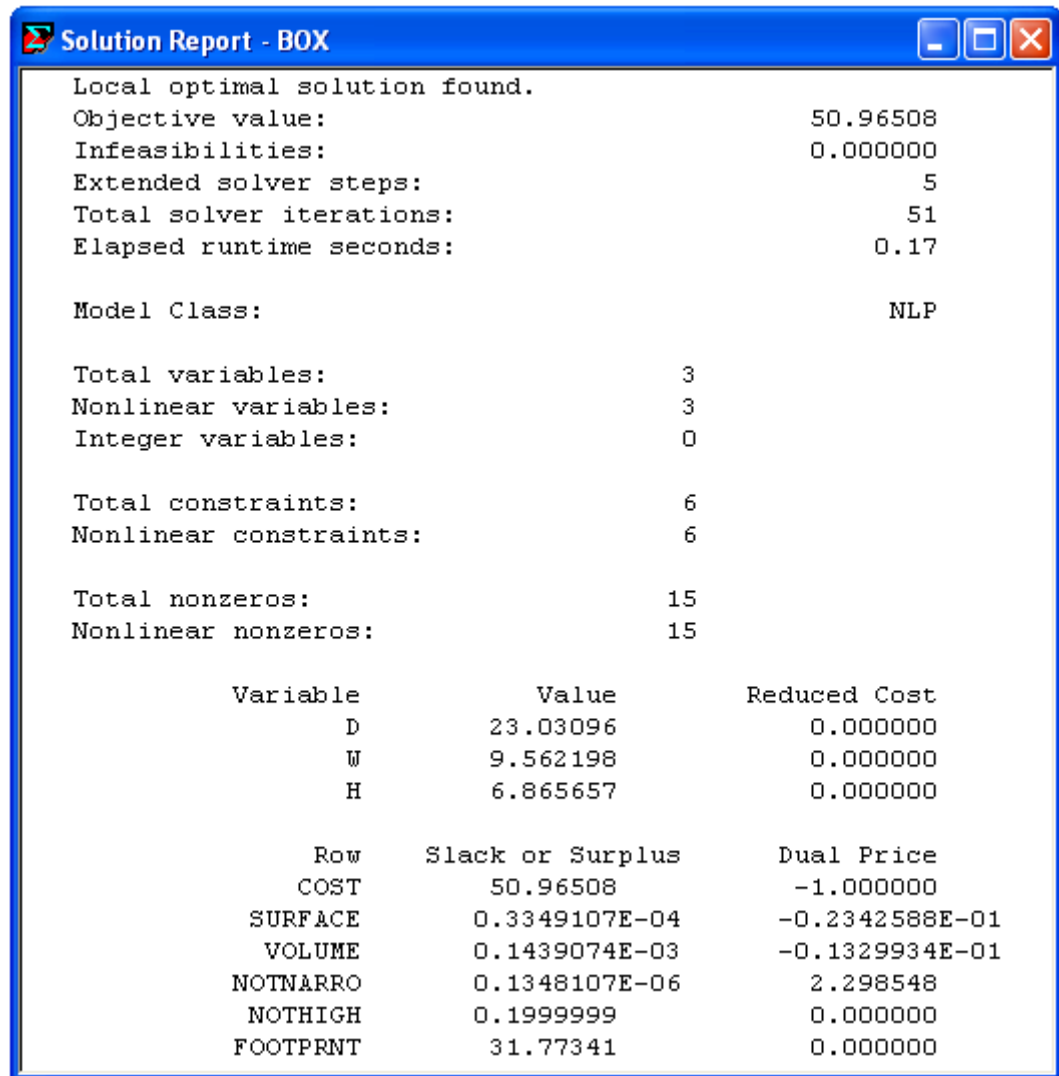 Solution Report - BOX
Local optimal solution found.
Objective value: 50.96508
Infeasibilities: 0.000000
Extended solver steps: 5
Total solver iterations: 51
Elapsed runtime seconds: 0.17
Model Class: NLP
Total variables: 3
Nonlinear variables: 3
Integer variables: 0
Total constraints: 6
Nonlinear constraints: 6
Total nonzeros: 15
Nonlinear nonzeros: 15
Variable Value Reduced Cost
D 23.03096 0.000000
W 9.562198 0.000000
H 6.865657 0.000000
Row Slack or Surplus Dual Price
COST 50.96508 -1.000000
SURFACE 0.3349107E-04 -0.2342588E-01
VOLUME 0.1439074E-03 -0.1329934E-01
NOTNARRO 0.1348107E-06 2.298548
NOTHIGH 0.1999999 0.000000
FOOTPRNT 31.77341 0.000000